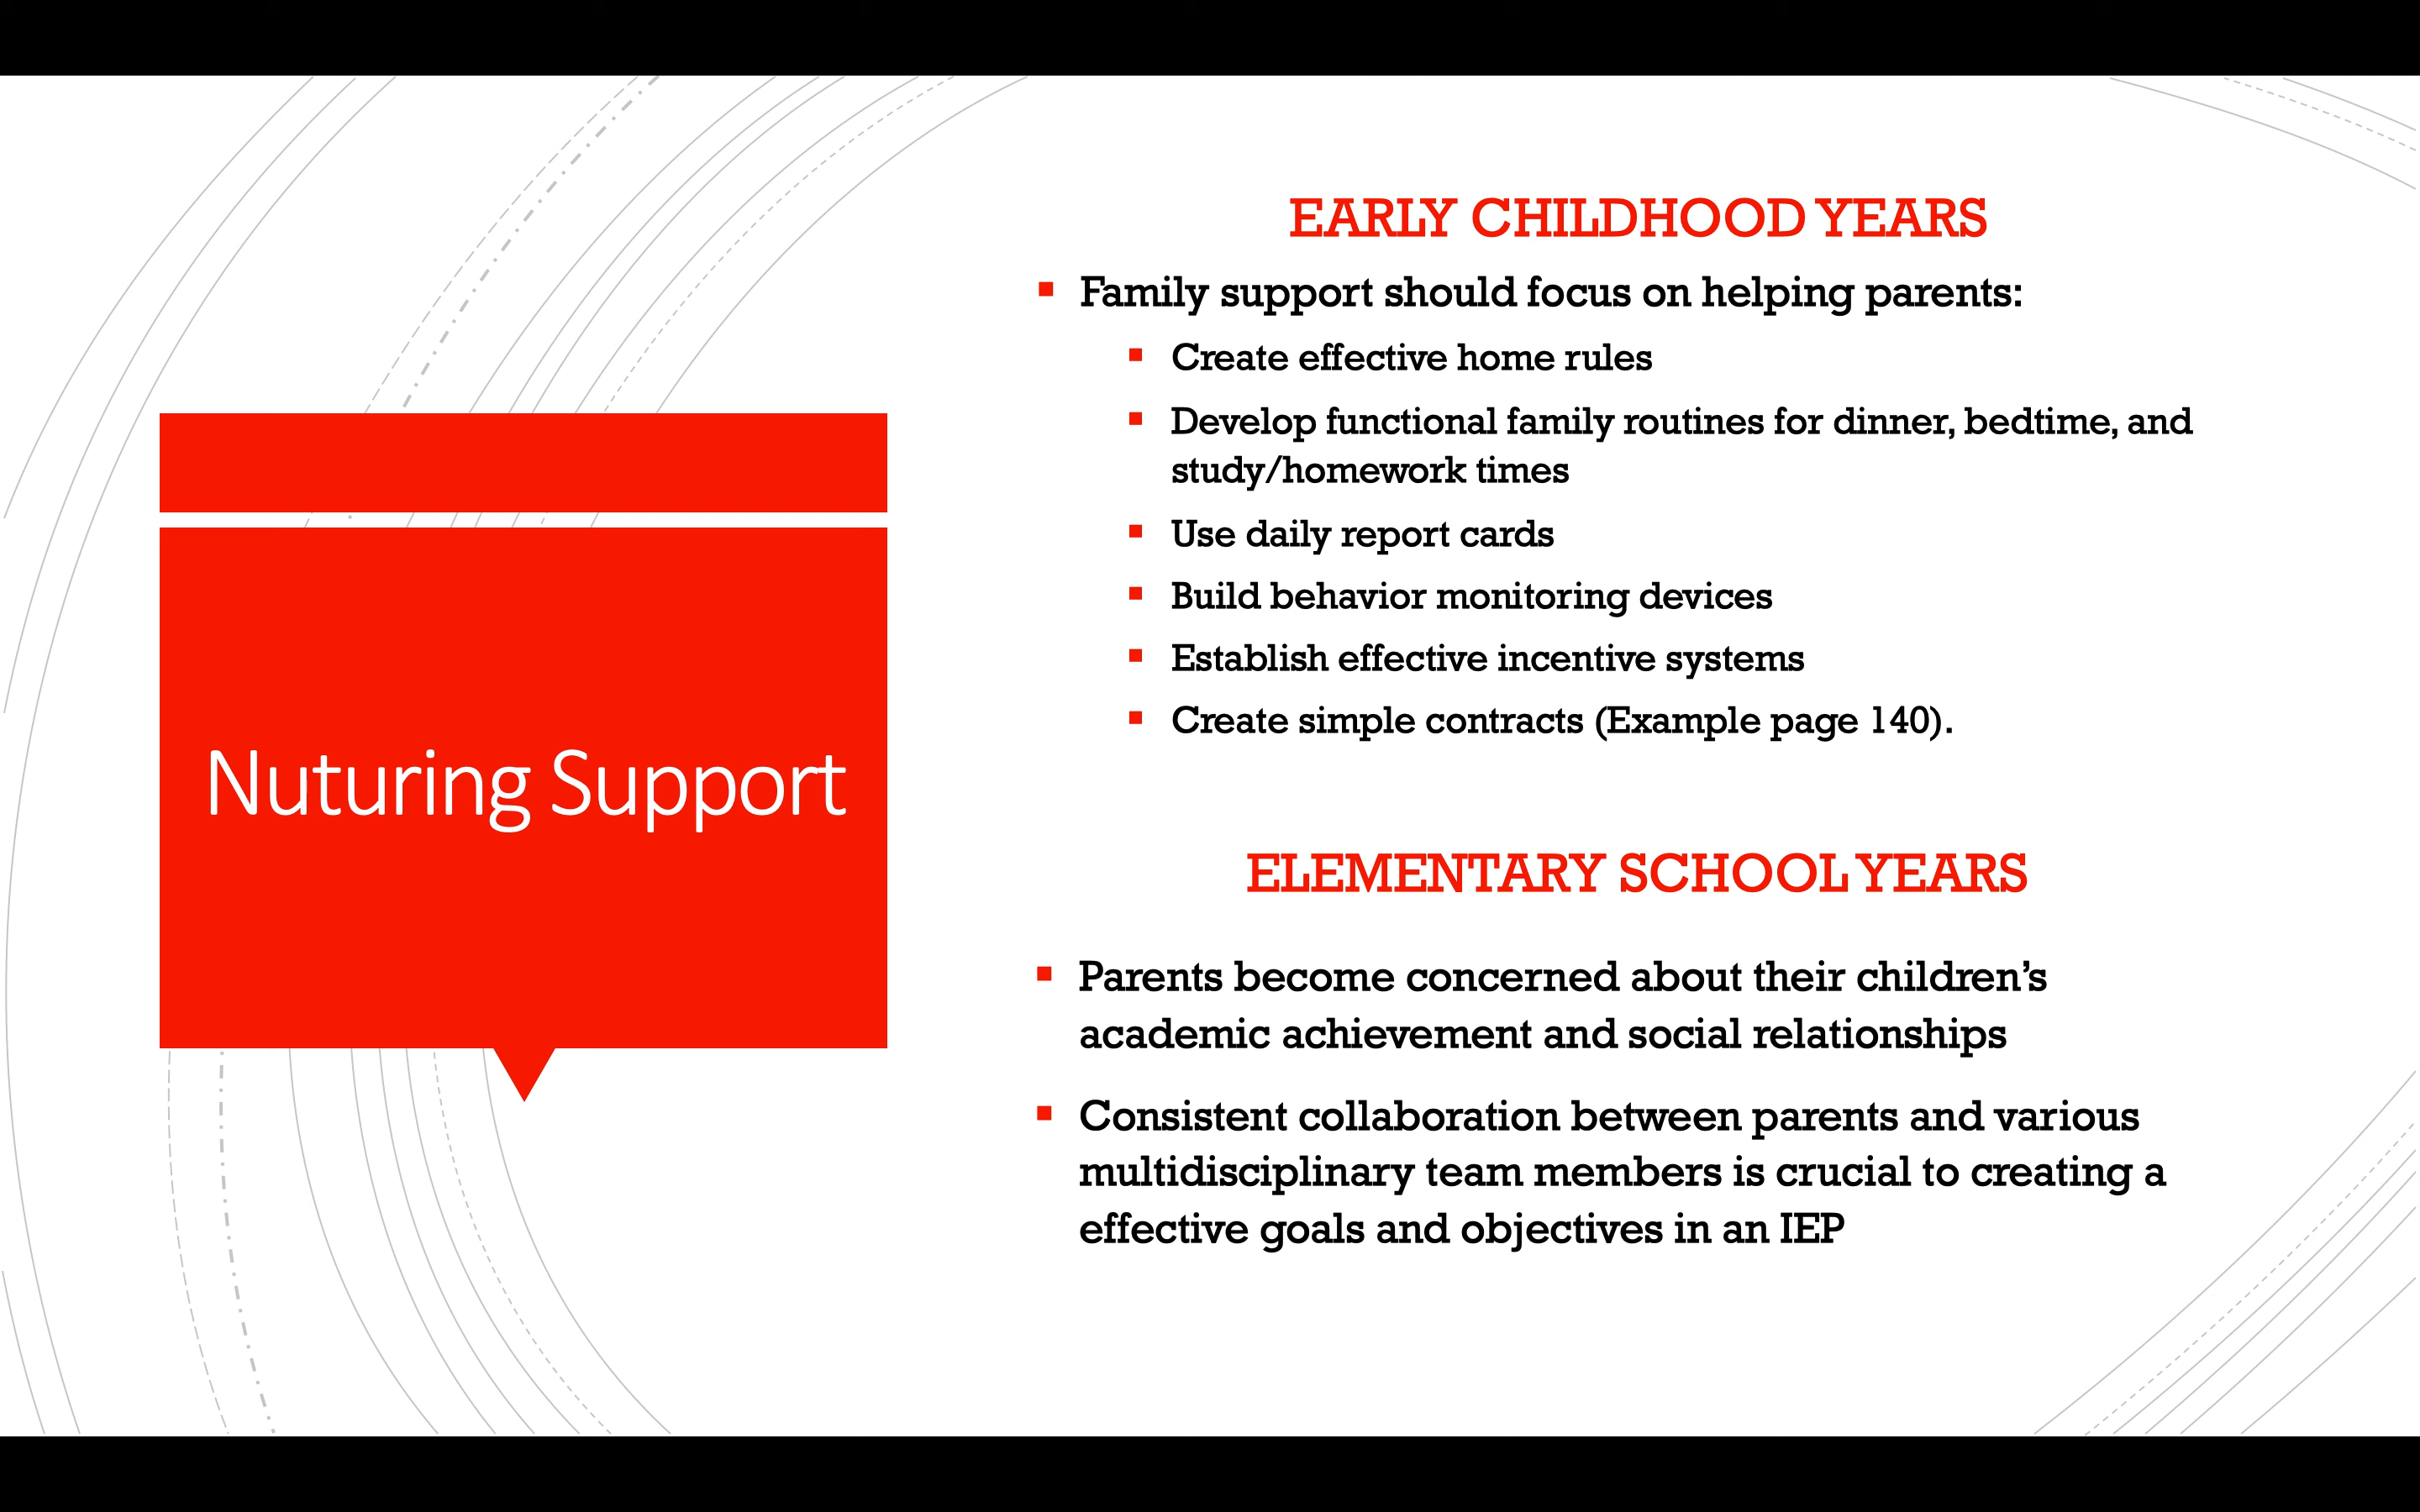 Nuturing Support
EARLY CHILDHOOD YEARS
▪ Family support should focus on helping parents:
▪ Create effective home rules
▪ Develop functional family routines for dinner, bedtime, and
study/homework times
▪ Use daily report cards
▪ Build behavior monitoring devices
▪ Establish effective incentive systems
▪ Create simple contracts (Example page 140).
ELEMENTARY SCHOOL YEARS
▪ Parents become concerned about their children’s
academic achievement and social relationships
▪ Consistent collaboration between parents and various
multidisciplinary team members is crucial to creating a
effective goals and objectives in an IEP